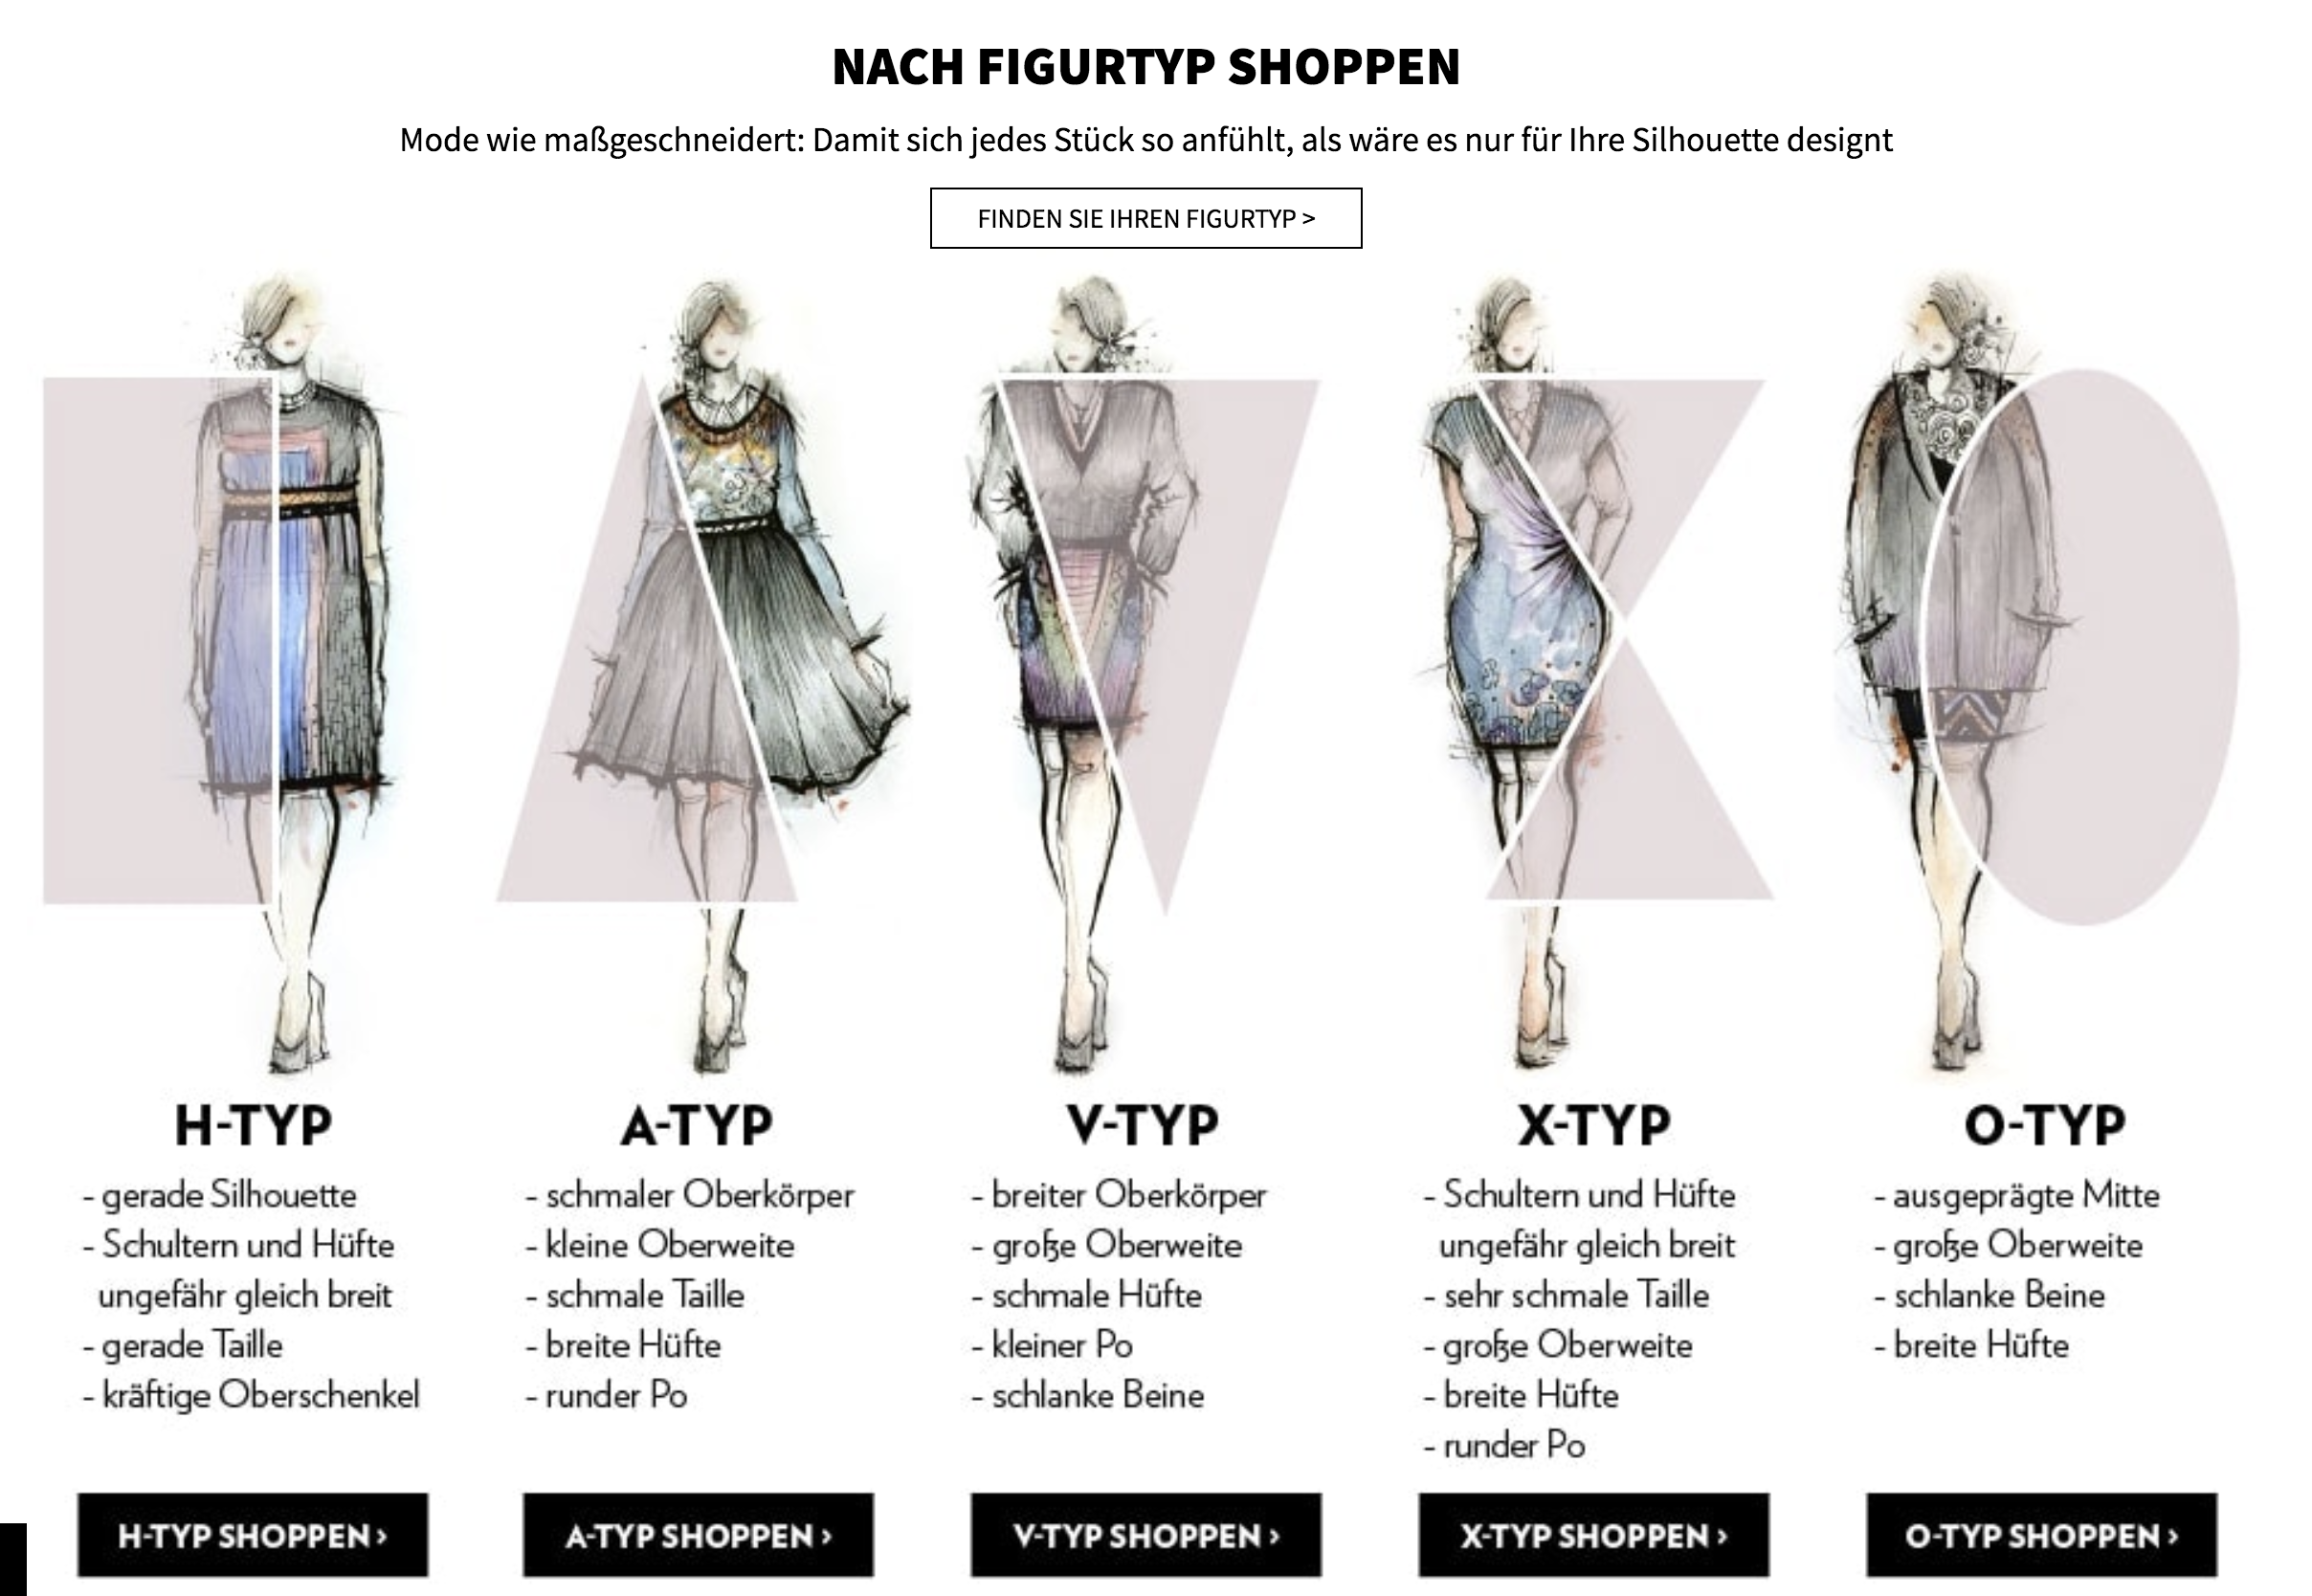 NACH FIGURTYP SHOPPEN
Mode wie maßgeschneidert: Damit sich jedes Stück so anfühlt, als wäre es nur für Ihre Silhouette designt
FINDEN SIE IHREN FIGURTYP >
H-TYP
- gerade Silhouette
- Schultern und Hüfte
ungefähr gleich breit
- gerade Taille
- kräftige Oberschenkel
H-TYP SHOPPEN ›
A-TYP
- schmaler Oberkörper
- kleine Oberweite
- schmale Taille
- breite Hüfte
- runder Po
A-TYP SHOPPEN ›
V-TYP
- breiter Oberkörper
- große Oberweite
- schmale Hüfte
- kleiner Po
- schlanke Beine
V-TYP SHOPPEN ›
X-TYP
- Schultern und Hüfte
ungefähr gleich breit
- sehr schmale Taille
- große Oberweite
- breite Hüfte
- runder Po
X-TYP SHOPPEN ›
O-TYP
- ausgeprägte Mitte
- große Oberweite
- schlanke Beine
- breite Hüfte
O-TYP SHOPPEN ›